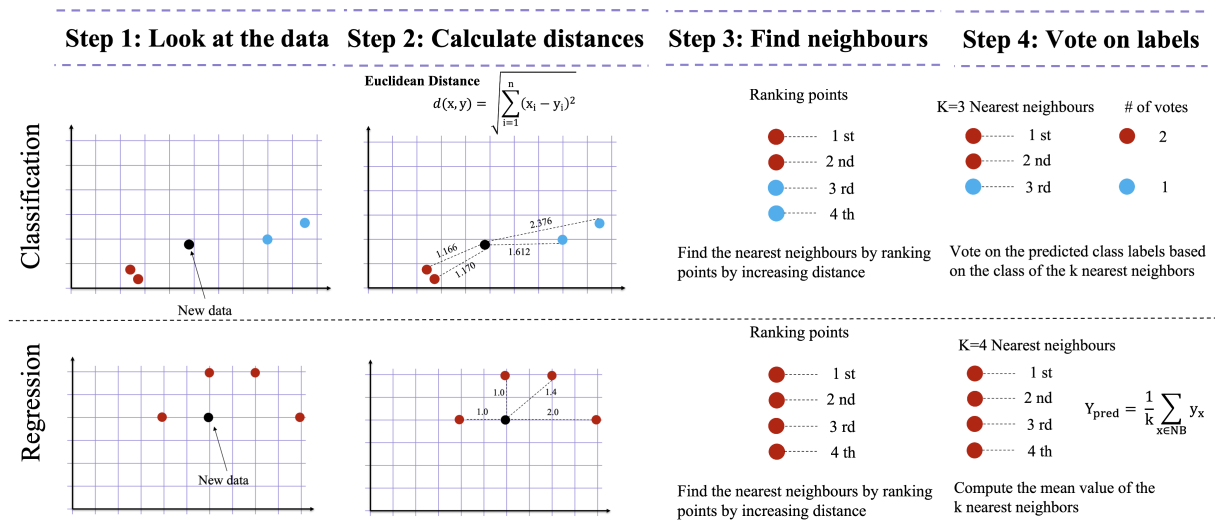 Step 1: Look at the data
Step 2: Calculate distances
Step 3: Find neighbours
Step 4: Vote on labels
Classification
Euclidean Distance
d(x, y) = √∑ⁿᵢ₌₁(xᵢ − yᵢ)²
New data
1.166
1.170
2.376
1.612
Ranking points
1 st
2 nd
3 rd
4 th
Find the nearest neighbours by ranking
points by increasing distance
K=3 Nearest neighbours
# of votes
1 st
2
2 nd
3 rd
1
Vote on the predicted class labels based
on the class of the k nearest neighbors
Regression
New data
1.0
1.0
1.4
2.0
Ranking points
1 st
2 nd
3 rd
4 th
Find the nearest neighbours by ranking
points by increasing distance
K=4 Nearest neighbours
1 st
2 nd
3 rd
4 th
Y_pred = 1/k ∑_{x∈NB} y_x
Compute the mean value of the
k nearest neighbors